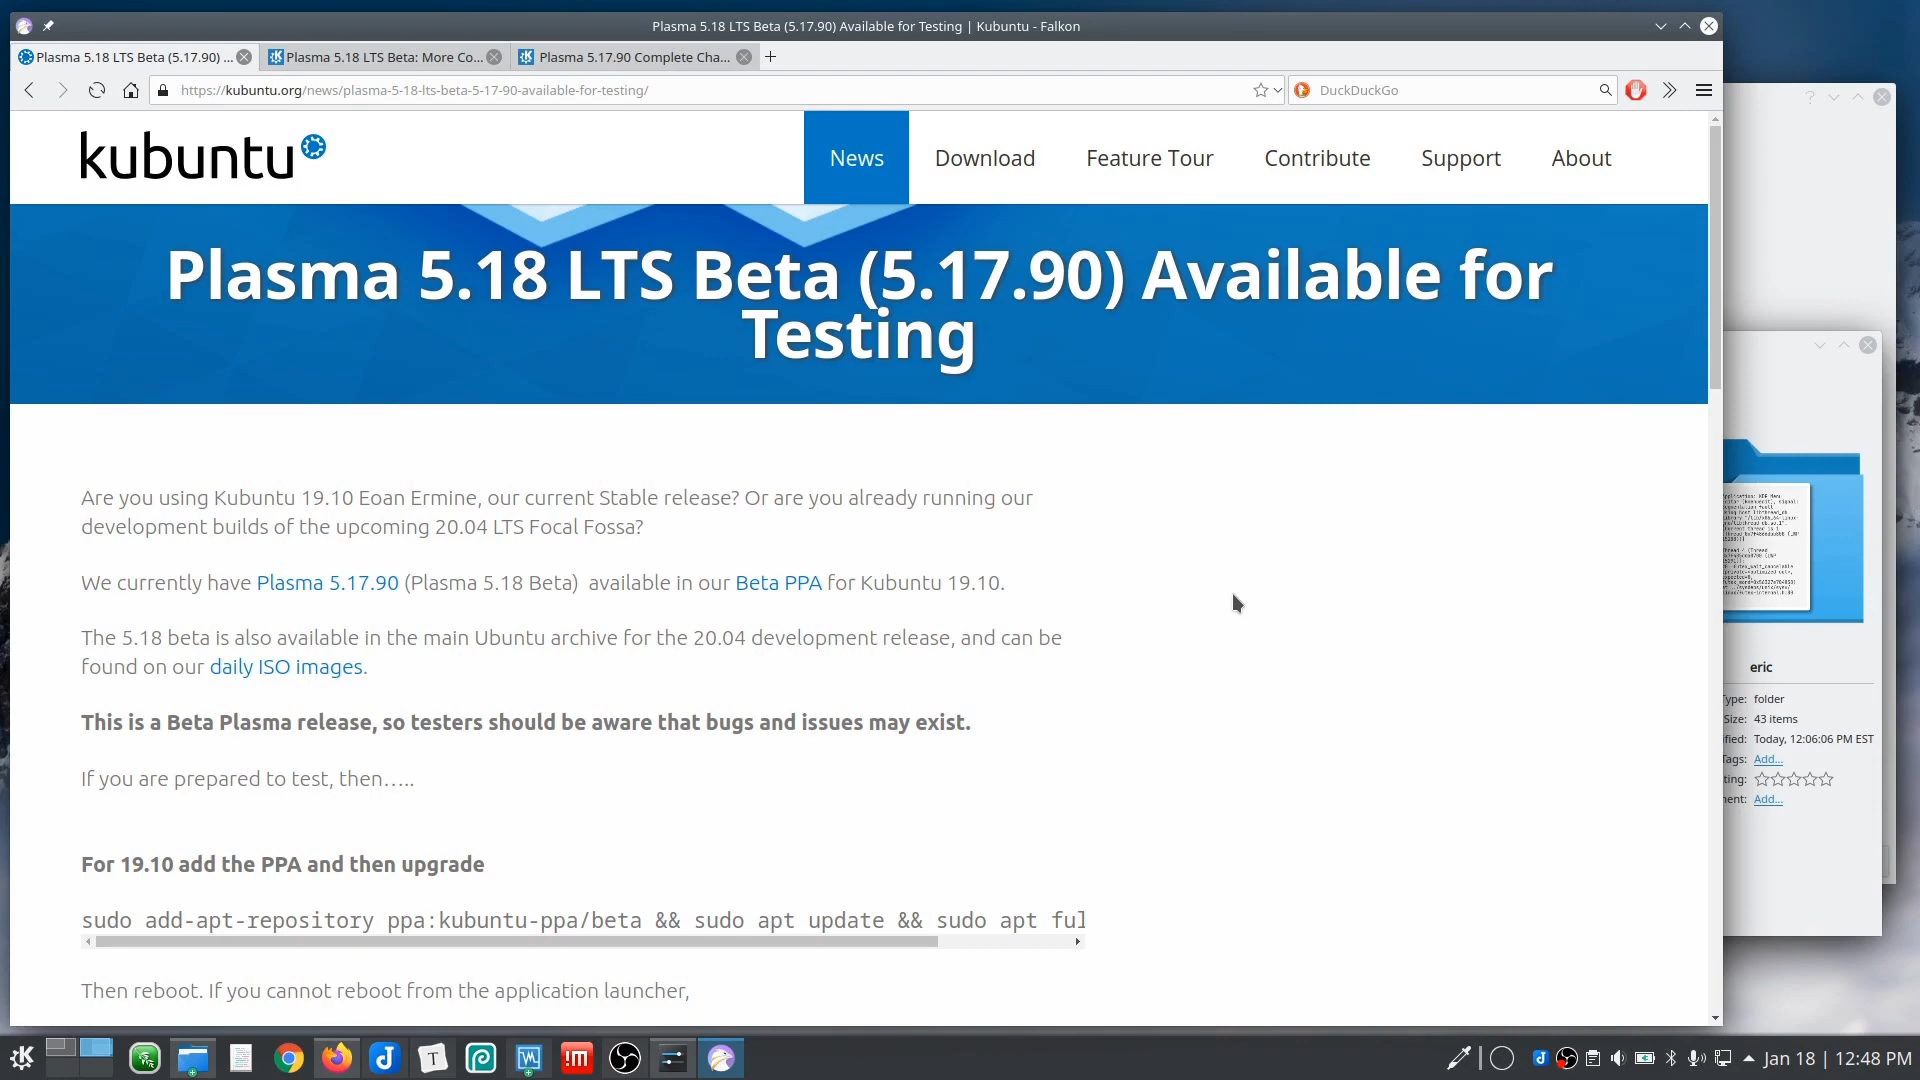 Plasma 5.18 LTS Beta (5.17.90) Available for Testing | Kubuntu - Falkon
Plasma 5.18 LTS Beta (5.17.90) ...
Plasma 5.18 LTS Beta: More Co...
Plasma 5.17.90 Complete Cha...
https://kubuntu.org/news/plasma-5-18-lts-beta-5-17-90-available-for-testing/
DuckDuckGo
kubuntu
News Download Feature Tour Contribute Support About
Plasma 5.18 LTS Beta (5.17.90) Available for
Testing
Are you using Kubuntu 19.10 Eoan Ermine, our current Stable release? Or are you already running our
development builds of the upcoming 20.04 LTS Focal Fossa?
We currently have Plasma 5.17.90 (Plasma 5.18 Beta)  available in our Beta PPA for Kubuntu 19.10.
The 5.18 beta is also available in the main Ubuntu archive for the 20.04 development release, and can be
found on our daily ISO images.
This is a Beta Plasma release, so testers should be aware that bugs and issues may exist.
If you are prepared to test, then…..
For 19.10 add the PPA and then upgrade
sudo add-apt-repository ppa:kubuntu-ppa/beta && sudo apt update && sudo apt ful
Then reboot. If you cannot reboot from the application launcher,
eric
Type: folder
Size: 43 items
ified: Today, 12:06:06 PM EST
Tags: Add...
ting:
nent: Add...
Jan 18 | 12:48 PM